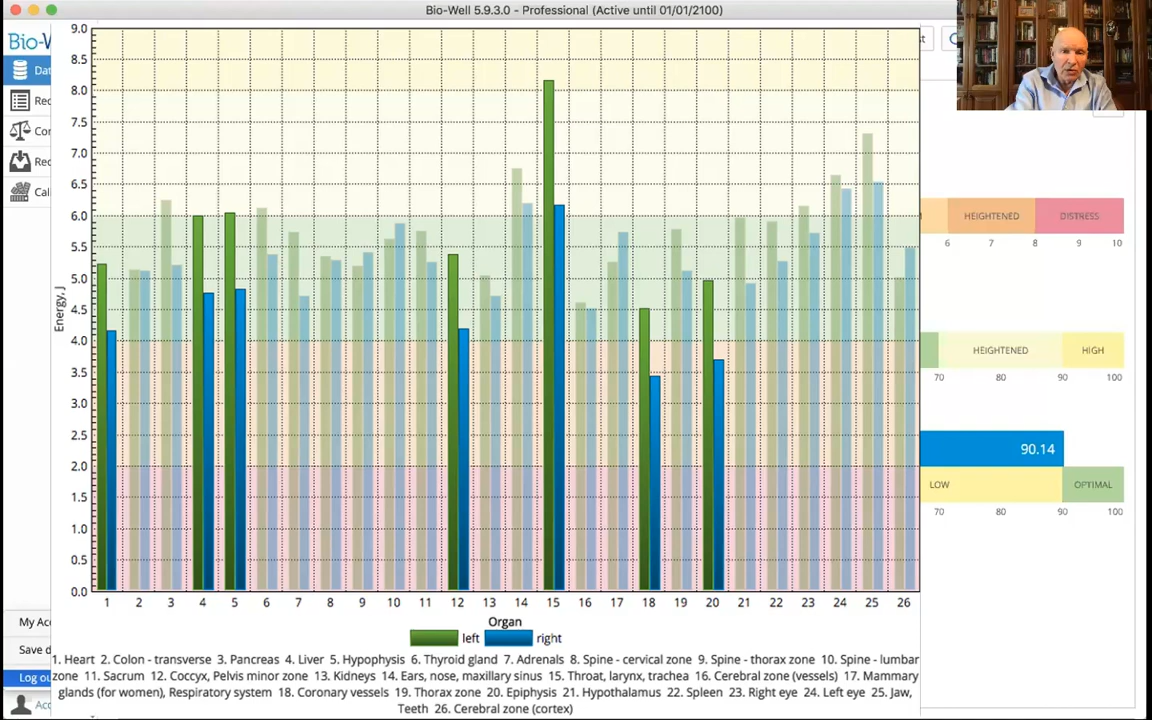 Bio-Well 5.9.3.0 - Professional (Active until 01/01/2100)
Bio-W
Dat
Rec
Con
Rec
Cal
9.0
8.5
8.0
7.5
7.0
6.5
6.0
5.5
5.0
4.5
4.0
3.5
3.0
2.5
2.0
1.5
1.0
0.5
0.0
Energy, J
1 2 3 4 5 6 7 8 9 10 11 12 13 14 15 16 17 18 19 20 21 22 23 24 25 26
Organ
left right
1. Heart 2. Colon - transverse 3. Pancreas 4. Liver 5. Hypophysis 6. Thyroid gland 7. Adrenals 8. Spine - cervical zone 9. Spine - thorax zone 10. Spine - lumbar
zone 11. Sacrum 12. Coccyx, Pelvis minor zone 13. Kidneys 14. Ears, nose, maxillary sinus 15. Throat, larynx, trachea 16. Cerebral zone (vessels) 17. Mammary
glands (for women), Respiratory system 18. Coronary vessels 19. Thorax zone 20. Epiphysis 21. Hypothalamus 22. Spleen 23. Right eye 24. Left eye 25. Jaw,
Teeth 26. Cerebral zone (cortex)
HEIGHTENED DISTRESS
6 7 8 9 10
HEIGHTENED HIGH
70 80 90 100
90.14
LOW OPTIMAL
70 80 90 100
My Acc
Save d
Log ou
Acc